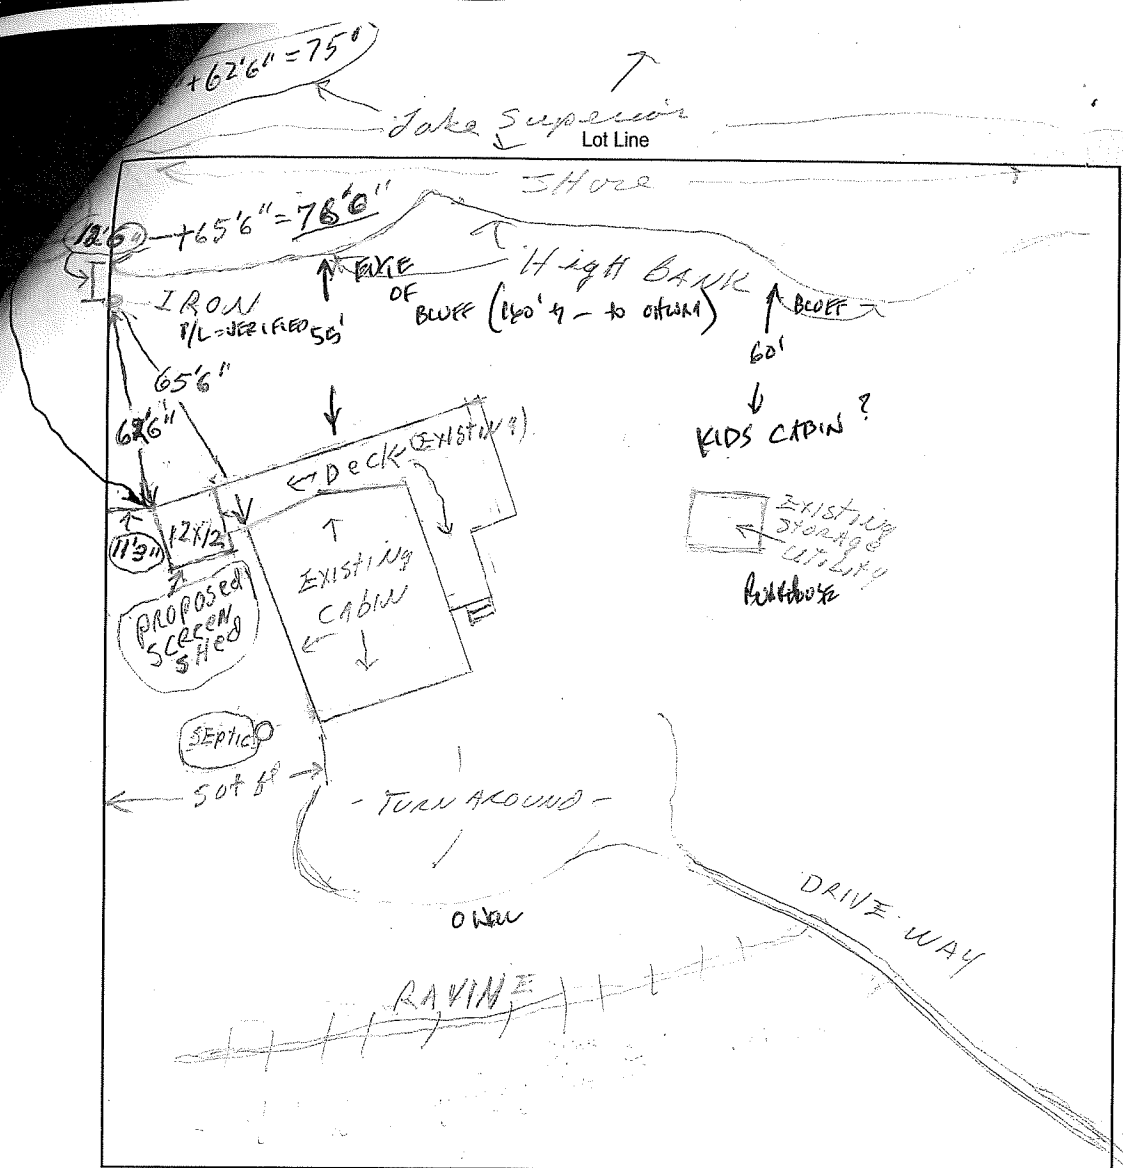 +62'6" = 75'
Lake Superior
Lot Line
SHore
12'6" + 65'6" = 78'0"
EDGE
OF
BLUFF
HigH BANK
BLUFF
IRON
P/L = VERIFIED
55'
60'
65'6"
62'6"
KIDS CABIN ?
Deck (EXISTING)
12X12
11'3"
EXISTING
CABIN
EXISTING
STORAGE
UTILITY
BUNKHOUSE
PROPOSED
SCREEN
SHed
SEptic
50+
- TURN AROUND -
DRIVE-WAY
O WELL
RAVINE